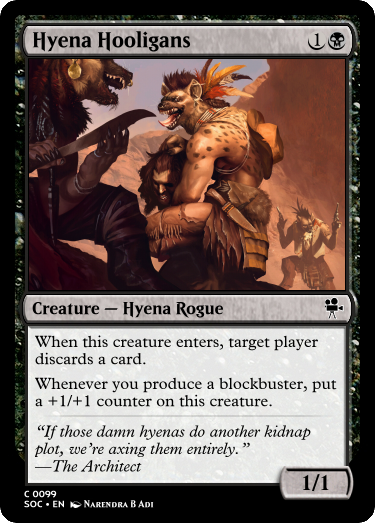 Hyena Hooligans 1
Creature — Hyena Rogue
When this creature enters, target player
discards a card.
Whenever you produce a blockbuster, put
a +1/+1 counter on this creature.
“If those damn hyenas do another kidnap
plot, we’re axing them entirely.”
—The Architect
1/1
C 0099
SOC • EN Narendra B Adi